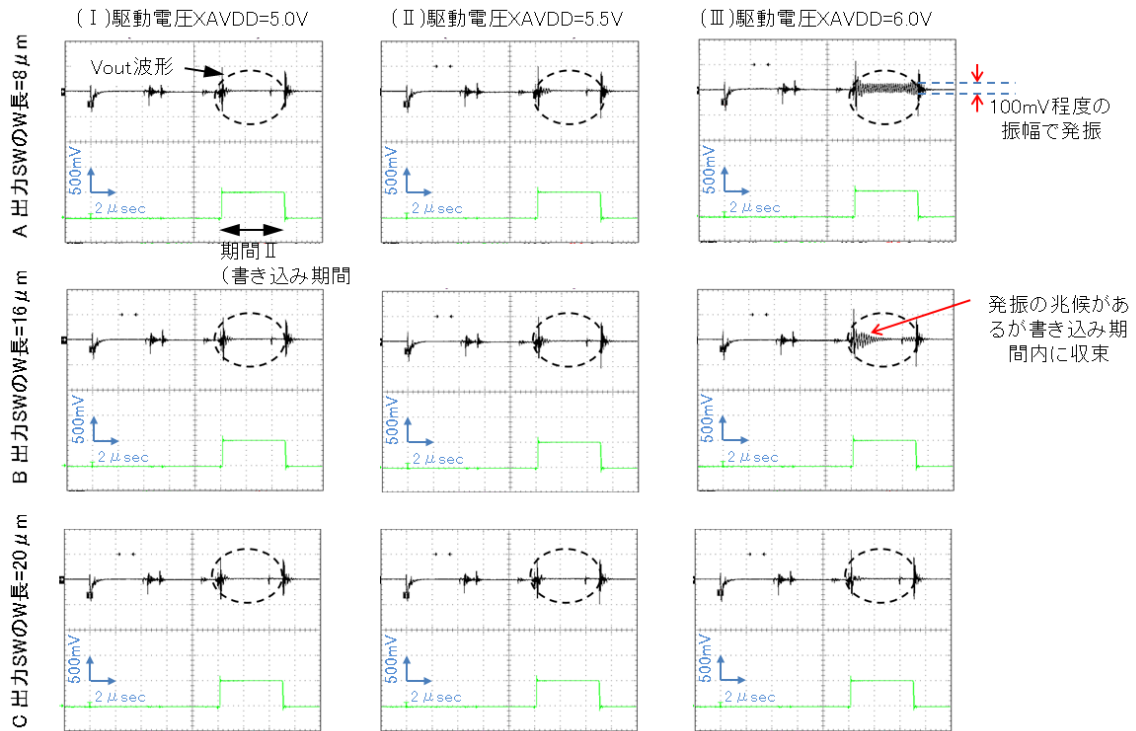 (Ⅰ)駆動電圧XAVDD=5.0V
(Ⅱ)駆動電圧XAVDD=5.5V
(Ⅲ)駆動電圧XAVDD=6.0V
A 出力SWのW長=8μm
Vout波形
500mV
2μsec
500mV
2μsec
500mV
2μsec
100mV程度の
振幅で発振
期間Ⅱ
(書き込み期間
B 出力SWのW長=16μm
500mV
2μsec
500mV
2μsec
500mV
2μsec
発振の兆候があ
るが書き込み期
間内に収束
C 出力SWのW長=20μm
500mV
2μsec
500mV
2μsec
500mV
2μsec